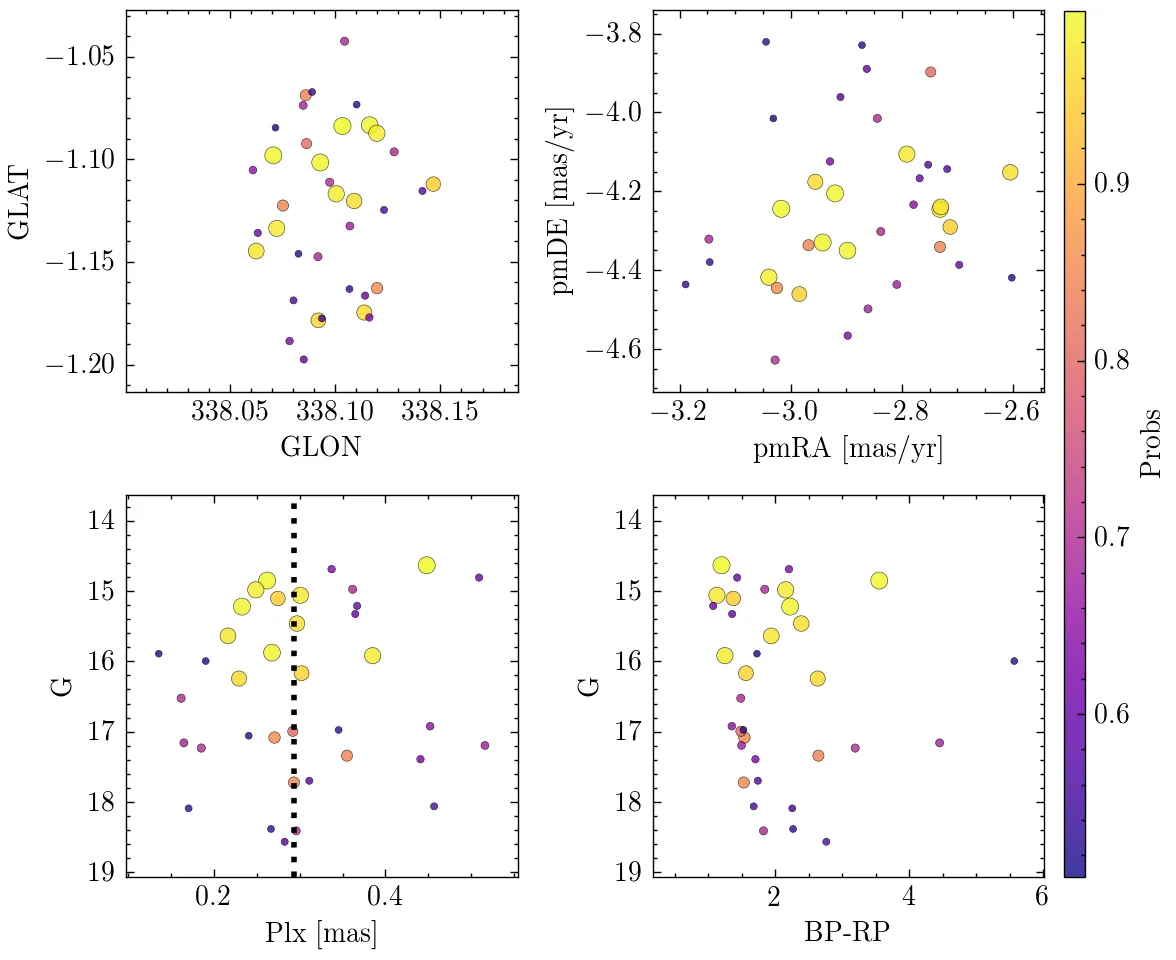 −1.05
−1.10
−1.15
−1.20
GLAT
338.05 338.10 338.15
GLON
−3.8
−4.0
−4.2
−4.4
−4.6
pmDE [mas/yr]
−3.2 −3.0 −2.8 −2.6
pmRA [mas/yr]
14
15
16
17
18
19
G
0.2 0.4
Plx [mas]
14
15
16
17
18
19
G
2 4 6
BP-RP
0.9
0.8
0.7
0.6
Probs